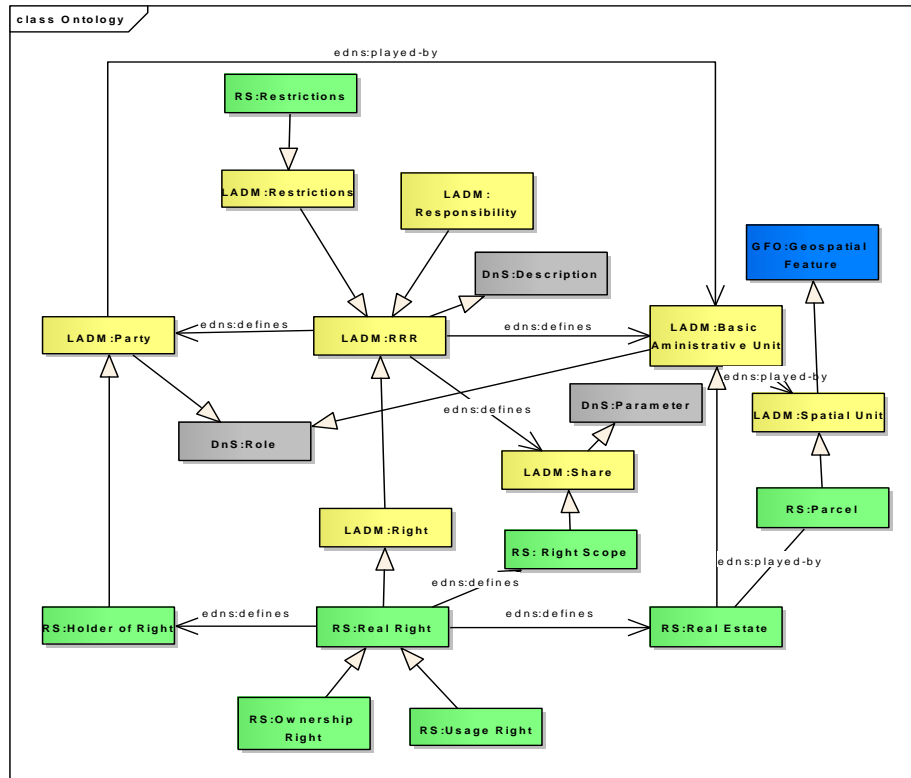 class Ontology
edns:played-by
RS:Restrictions
LADM:Restrictions
LADM:
Responsibility
GFO:Geospatial
Feature
DnS:Description
LADM:Party
edns:defines
LADM:RRR
edns:defines
LADM:Basic
Aministrative Unit
edns:played-by
DnS:Parameter
edns:defines
LADM:Spatial Unit
DnS:Role
LADM:Share
RS:Parcel
LADM:Right
RS: Right Scope
edns:played-by
edns:defines
RS:Holder of Right
edns:defines
RS:Real Right
edns:defines
RS:Real Estate
RS:Ownership
Right
RS:Usage Right